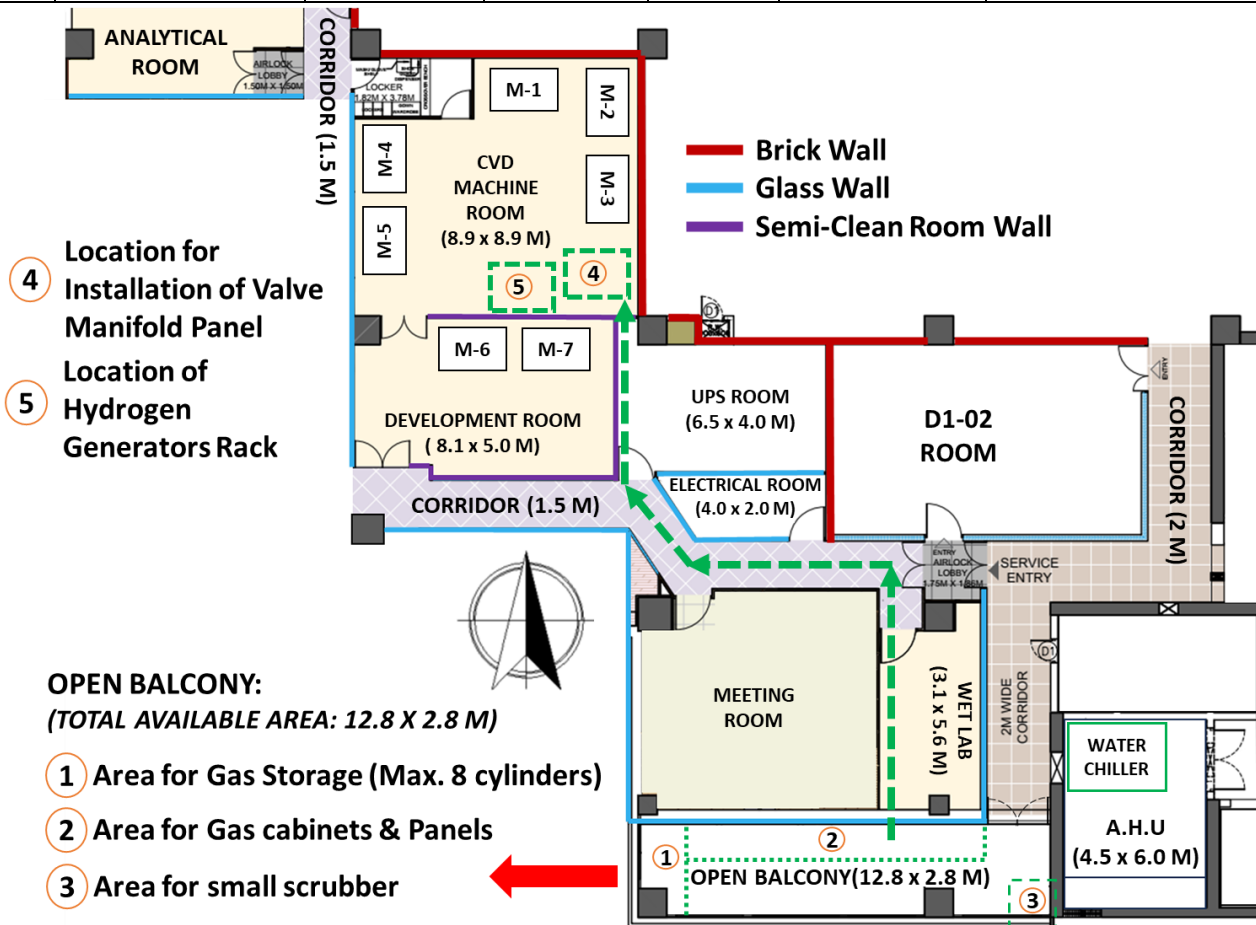 ANALYTICAL
ROOM
AIRLOCK
LOBBY
1.50M X 1.50M
CORRIDOR (1.5 M)
LOCKER
1.82M X 3.78M
M-1
M-2
M-3
M-4
M-5
CVD
MACHINE
ROOM
(8.9 x 8.9 M)
5
4
Brick Wall
Glass Wall
Semi-Clean Room Wall
4
Location for
Installation of Valve
Manifold Panel
5
Location of
Hydrogen
Generators Rack
M-6
M-7
DEVELOPMENT ROOM
( 8.1 x 5.0 M)
D1
UPS ROOM
(6.5 x 4.0 M)
D1-02
ROOM
ENTRY
CORRIDOR (2 M)
ELECTRICAL ROOM
(4.0 x 2.0 M)
CORRIDOR (1.5 M)
ENTRY
AIRLOCK
LOBBY
SERVICE
ENTRY
D1
2M WIDE
CORRIDOR
MEETING
ROOM
WET LAB
(3.1 x 5.6 M)
WATER
CHILLER
A.H.U
(4.5 x 6.0 M)
OPEN BALCONY:
(TOTAL AVAILABLE AREA: 12.8 X 2.8 M)
1 Area for Gas Storage (Max. 8 cylinders)
2 Area for Gas cabinets & Panels
3 Area for small scrubber
1
2
OPEN BALCONY(12.8 x 2.8 M)
3